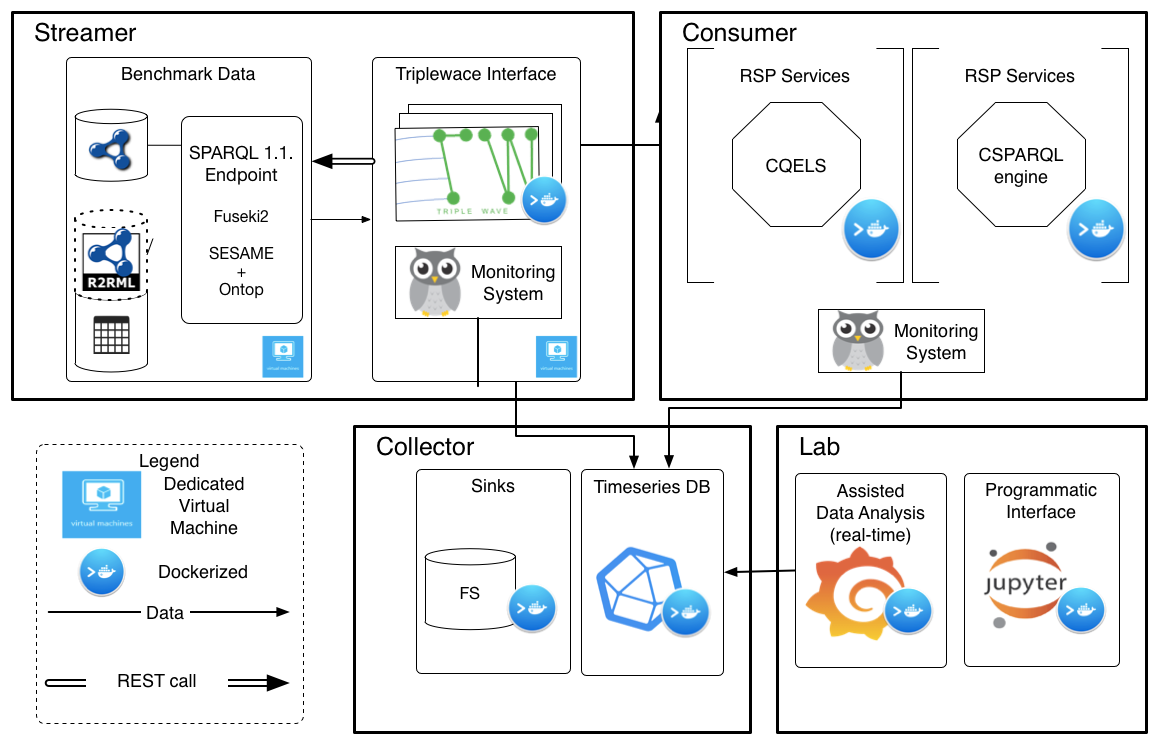 Streamer
Benchmark Data
SPARQL 1.1.
Endpoint
Fuseki2
SESAME
+
Ontop
R2RML
virtual machines
Triplewace Interface
TRIPLE WAVE
Monitoring
System
virtual machines
Consumer
RSP Services
CQELS
RSP Services
CSPARQL
engine
Monitoring
System
Legend
Dedicated
Virtual
Machine
virtual machines
Dockerized
Data
REST call
Collector
Sinks
FS
Timeseries DB
Lab
Assisted
Data Analysis
(real-time)
Programmatic
Interface
jupyter